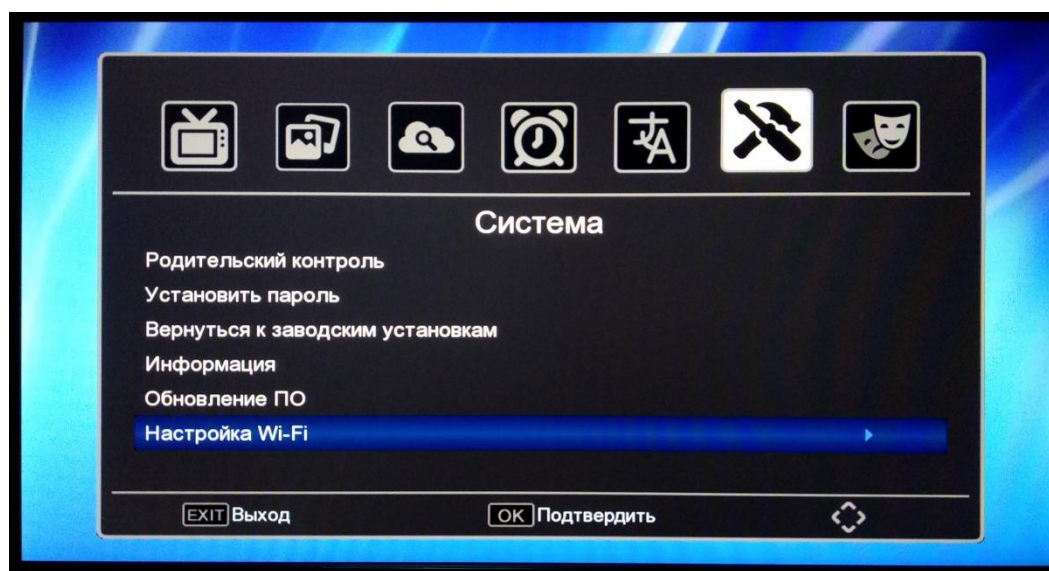 Система
Родительский контроль
Установить пароль
Вернуться к заводским установкам
Информация
Обновление ПО
Настройка Wi-Fi
EXIT Выход OK Подтвердить